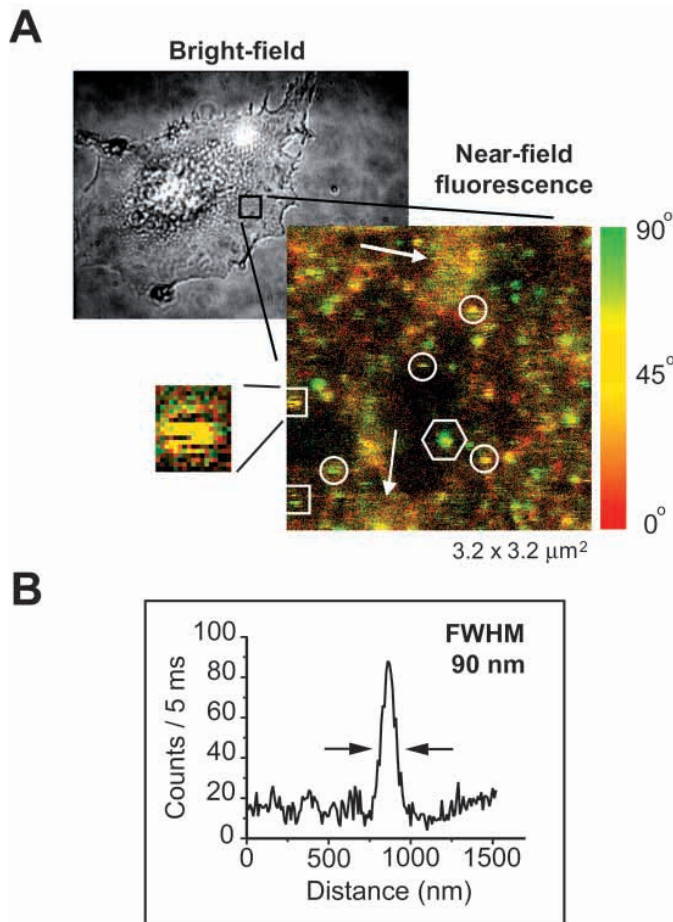 A
Bright-field
Near-field
fluorescence
90°
45°
0°
3.2 x 3.2 μm²
B
FWHM
90 nm
100
80
60
40
20
0
Counts / 5 ms
0 500 1000 1500
Distance (nm)